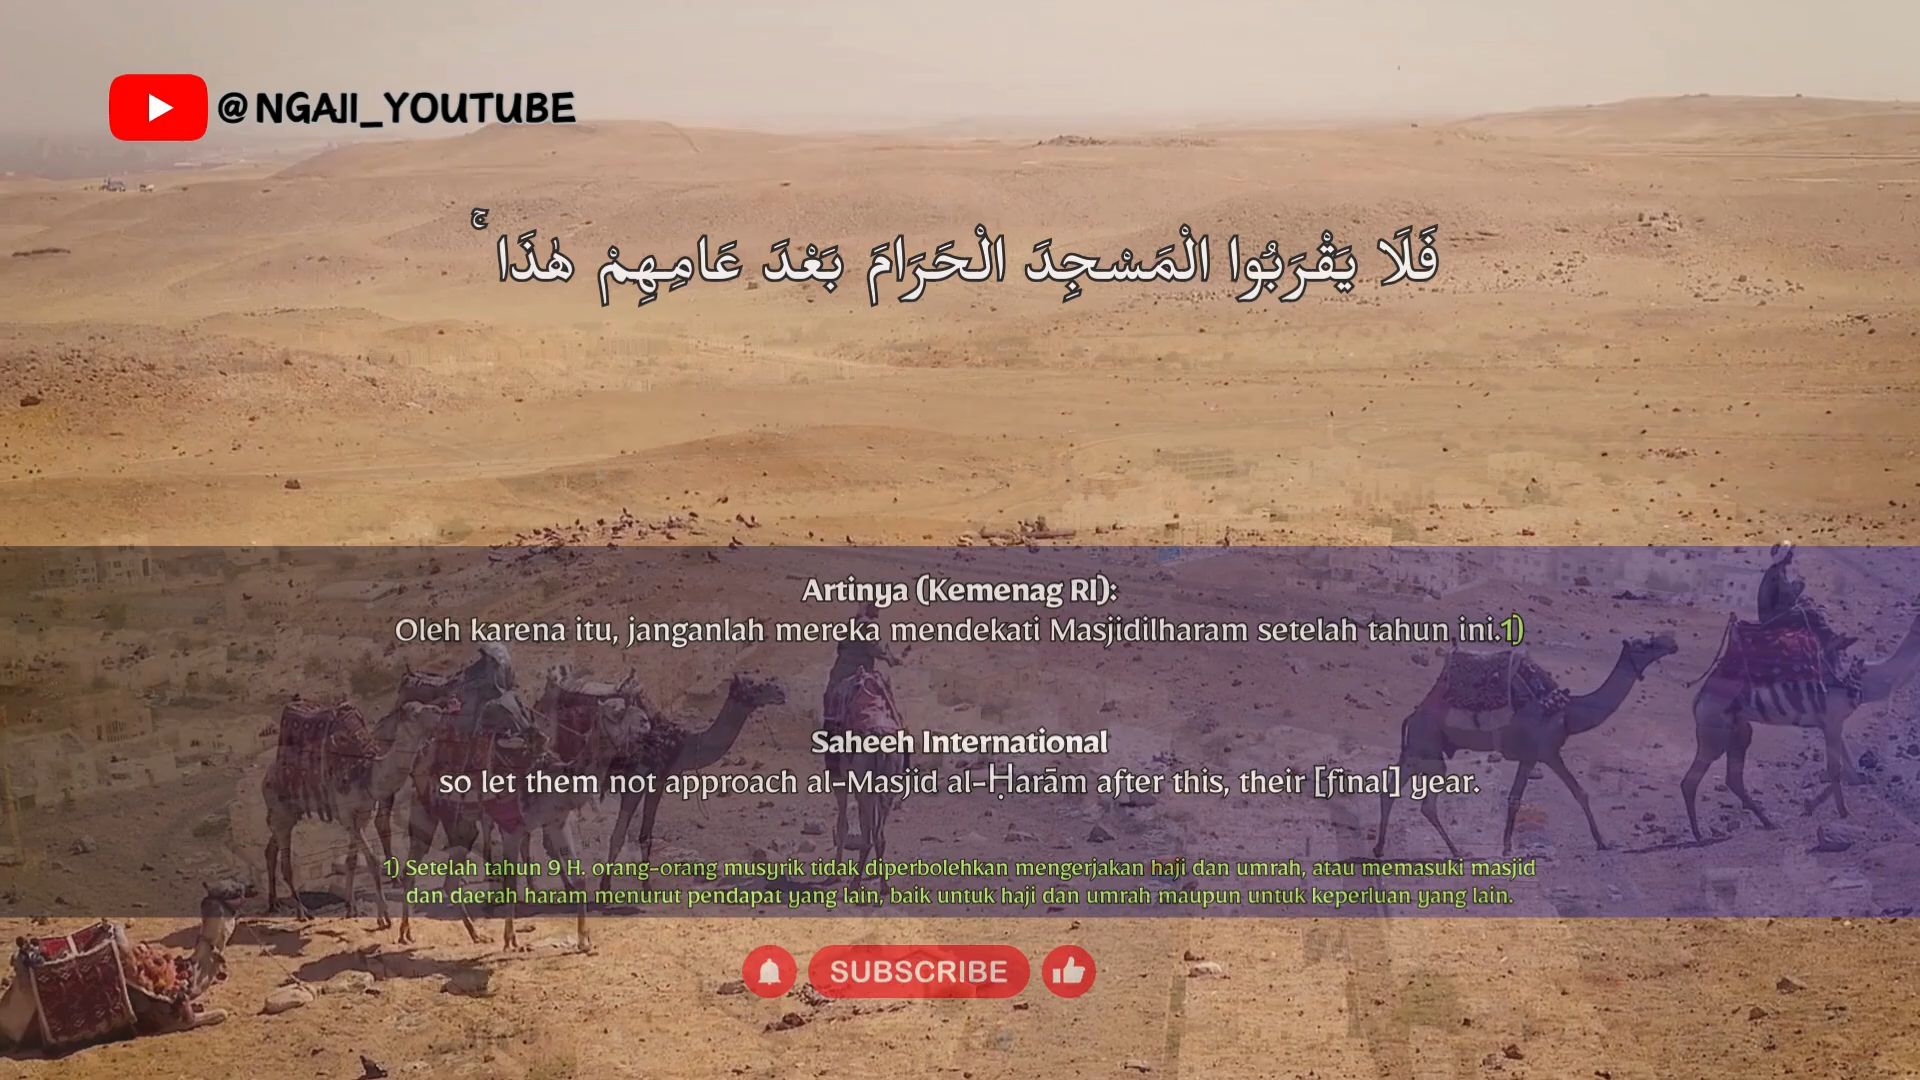 @NGAJI_YOUTUBE
فَلَا يَقْرَبُوا الْمَسْجِدَ الْحَرَامَ بَعْدَ عَامِهِمْ هٰذَا ۚ
Artinya (Kemenag RI):
Oleh karena itu, janganlah mereka mendekati Masjidilharam setelah tahun ini.1)
Saheeh International
so let them not approach al-Masjid al-Ḥarām after this, their [final] year.
1) Setelah tahun 9 H. orang-orang musyrik tidak diperbolehkan mengerjakan haji dan umrah, atau memasuki masjid
dan daerah haram menurut pendapat yang lain, baik untuk haji dan umrah maupun untuk keperluan yang lain.
SUBSCRIBE